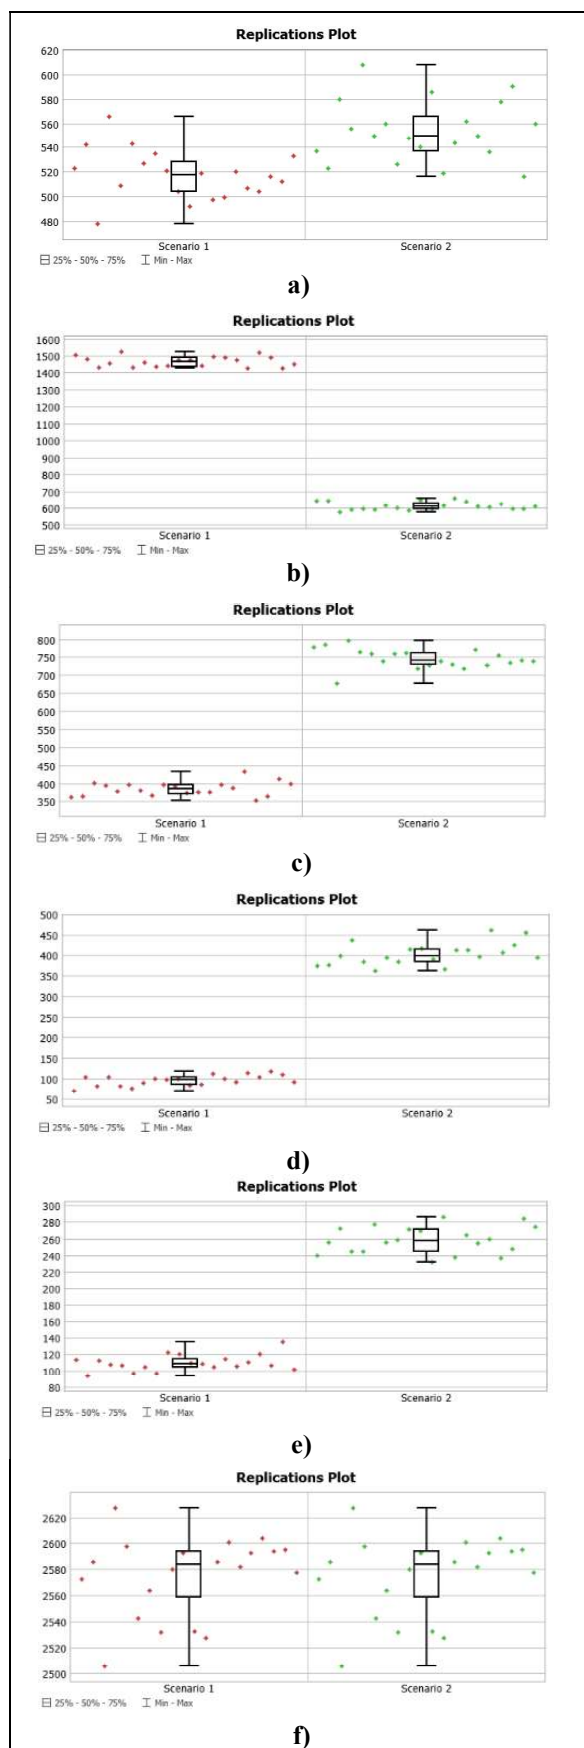 Replications Plot
620
600
580
560
540
520
500
480
Scenario 1 Scenario 2
25% - 50% - 75% Min - Max
a)
Replications Plot
1600
1500
1400
1300
1200
1100
1000
900
800
700
600
500
Scenario 1 Scenario 2
25% - 50% - 75% Min - Max
b)
Replications Plot
800
750
700
650
600
550
500
450
400
350
Scenario 1 Scenario 2
25% - 50% - 75% Min - Max
c)
Replications Plot
500
450
400
350
300
250
200
150
100
50
Scenario 1 Scenario 2
25% - 50% - 75% Min - Max
d)
Replications Plot
300
280
260
240
220
200
180
160
140
120
100
80
Scenario 1 Scenario 2
25% - 50% - 75% Min - Max
e)
Replications Plot
2620
2600
2580
2560
2540
2520
2500
Scenario 1 Scenario 2
25% - 50% - 75% Min - Max
f)